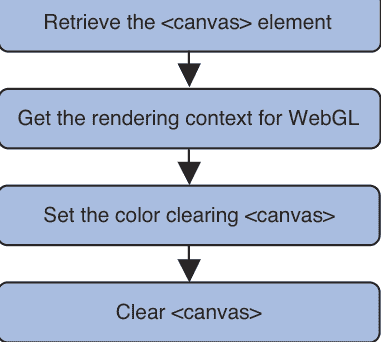 Retrieve the <canvas> element
Get the rendering context for WebGL
Set the color clearing <canvas>
Clear <canvas>